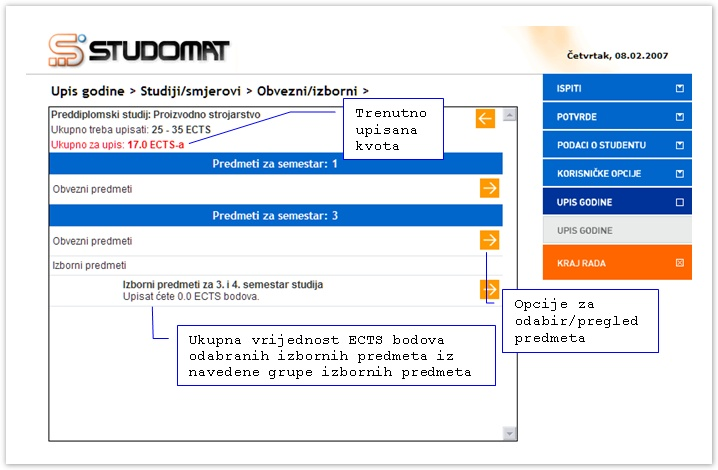 STUDOMAT
Četvrtak, 08.02.2007
Upis godine > Studiji/smjerovi > Obvezni/izborni >
Preddiplomski studij: Proizvodno strojarstvo
Ukupno treba upisati: 25 - 35 ECTS
Ukupno za upis: 17.0 ECTS-a
Trenutno
upisana
kvota
Predmeti za semestar: 1
Obvezni predmeti
Predmeti za semestar: 3
Obvezni predmeti
Izborni predmeti
Izborni predmeti za 3. i 4. semestar studija
Upisat ćete 0.0 ECTS bodova.
Opcije za
odabir/pregled
predmeta
Ukupna vrijednost ECTS bodova
odabranih izbornih predmeta iz
navedene grupe izbornih predmeta
ISPITI
POTVRDE
PODACI O STUDENTU
KORISNIČKE OPCIJE
UPIS GODINE
UPIS GODINE
KRAJ RADA